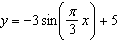 y = −3 sin(π/3 x) + 5